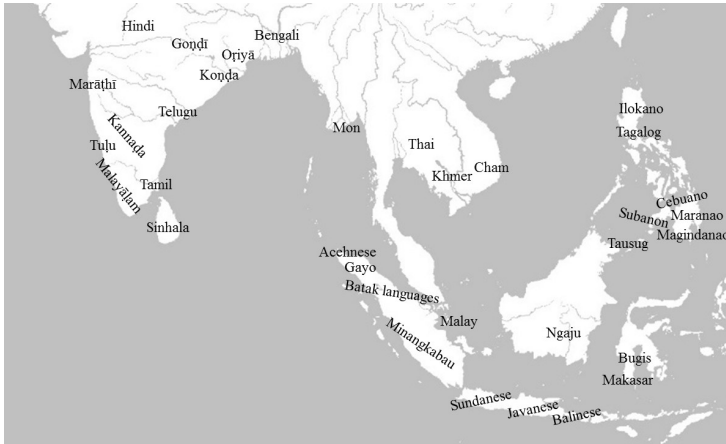 Hindi
Bengali
Goṇḍī
Oṛiyā
Koṇḍa
Marāṭhī
Telugu
Kannaḍa
Tuḷu
Malayāḷam
Tamil
Sinhala
Mon
Thai
Khmer
Cham
Ilokano
Tagalog
Cebuano
Subanon
Maranao
Magindanao
Tausug
Acehnese
Gayo
Batak languages
Malay
Minangkabau
Ngaju
Bugis
Makasar
Sundanese
Javanese
Balinese